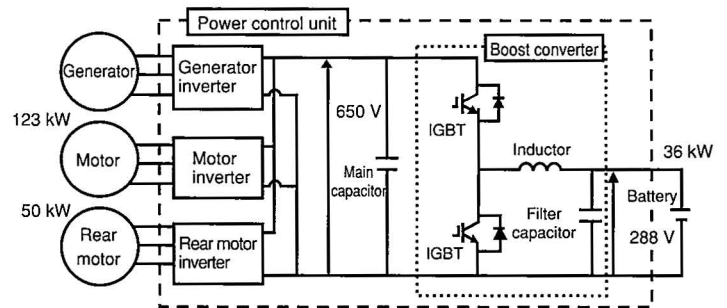 Power control unit
Boost converter
Generator
Generator
inverter
123 kW
650 V
IGBT
Inductor
36 kW
Motor
Motor
inverter
Main
capacitor
50 kW
Rear
motor
Rear motor
inverter
IGBT
Filter
capacitor
Battery
288 V